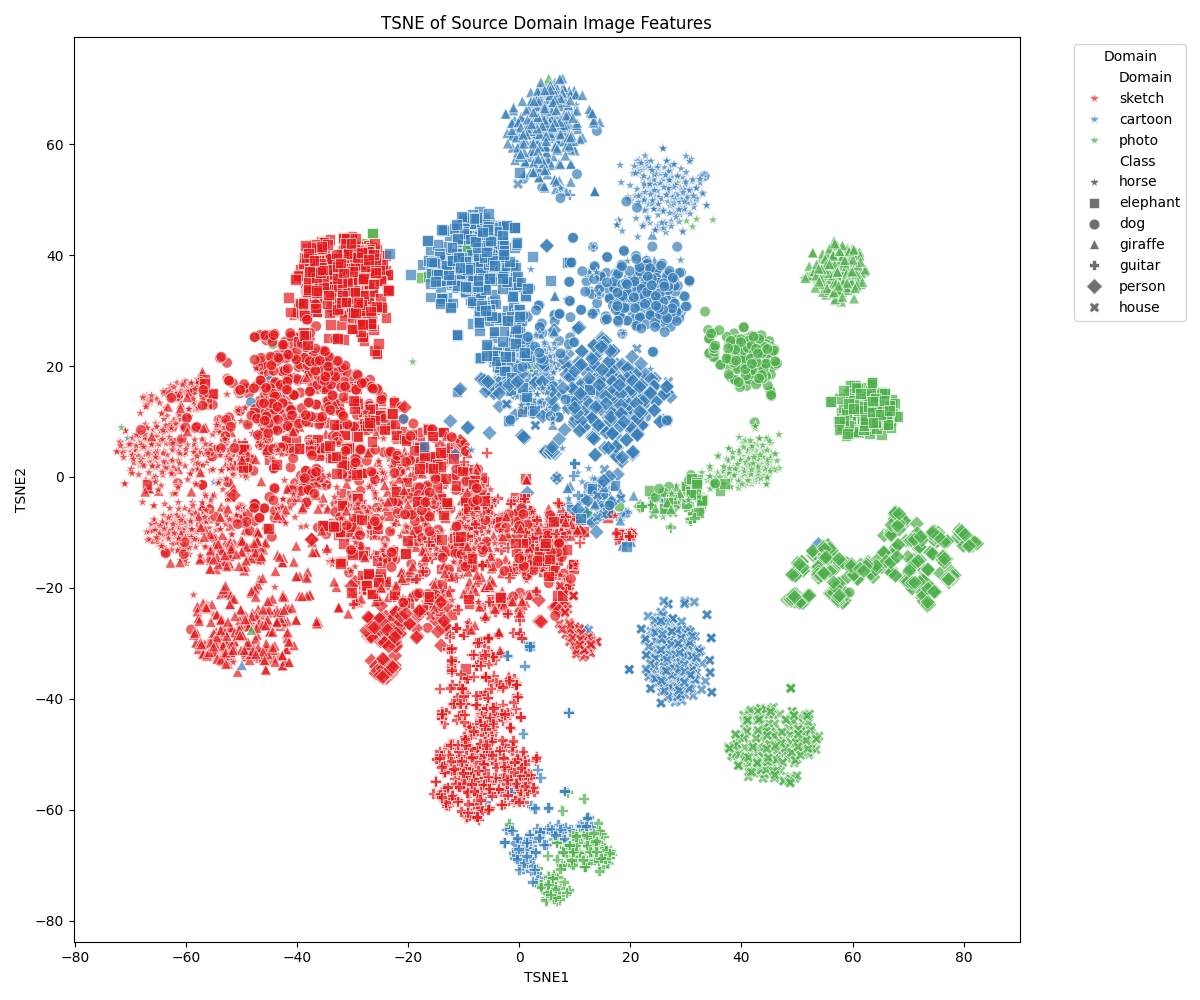 TSNE of Source Domain Image Features
TSNE2
80
60
40
20
0
−20
−40
−60
−80
−80
−60
−40
−20
0
20
40
60
80
TSNE1
Domain
Domain
sketch
cartoon
photo
Class
horse
elephant
dog
giraffe
guitar
person
house